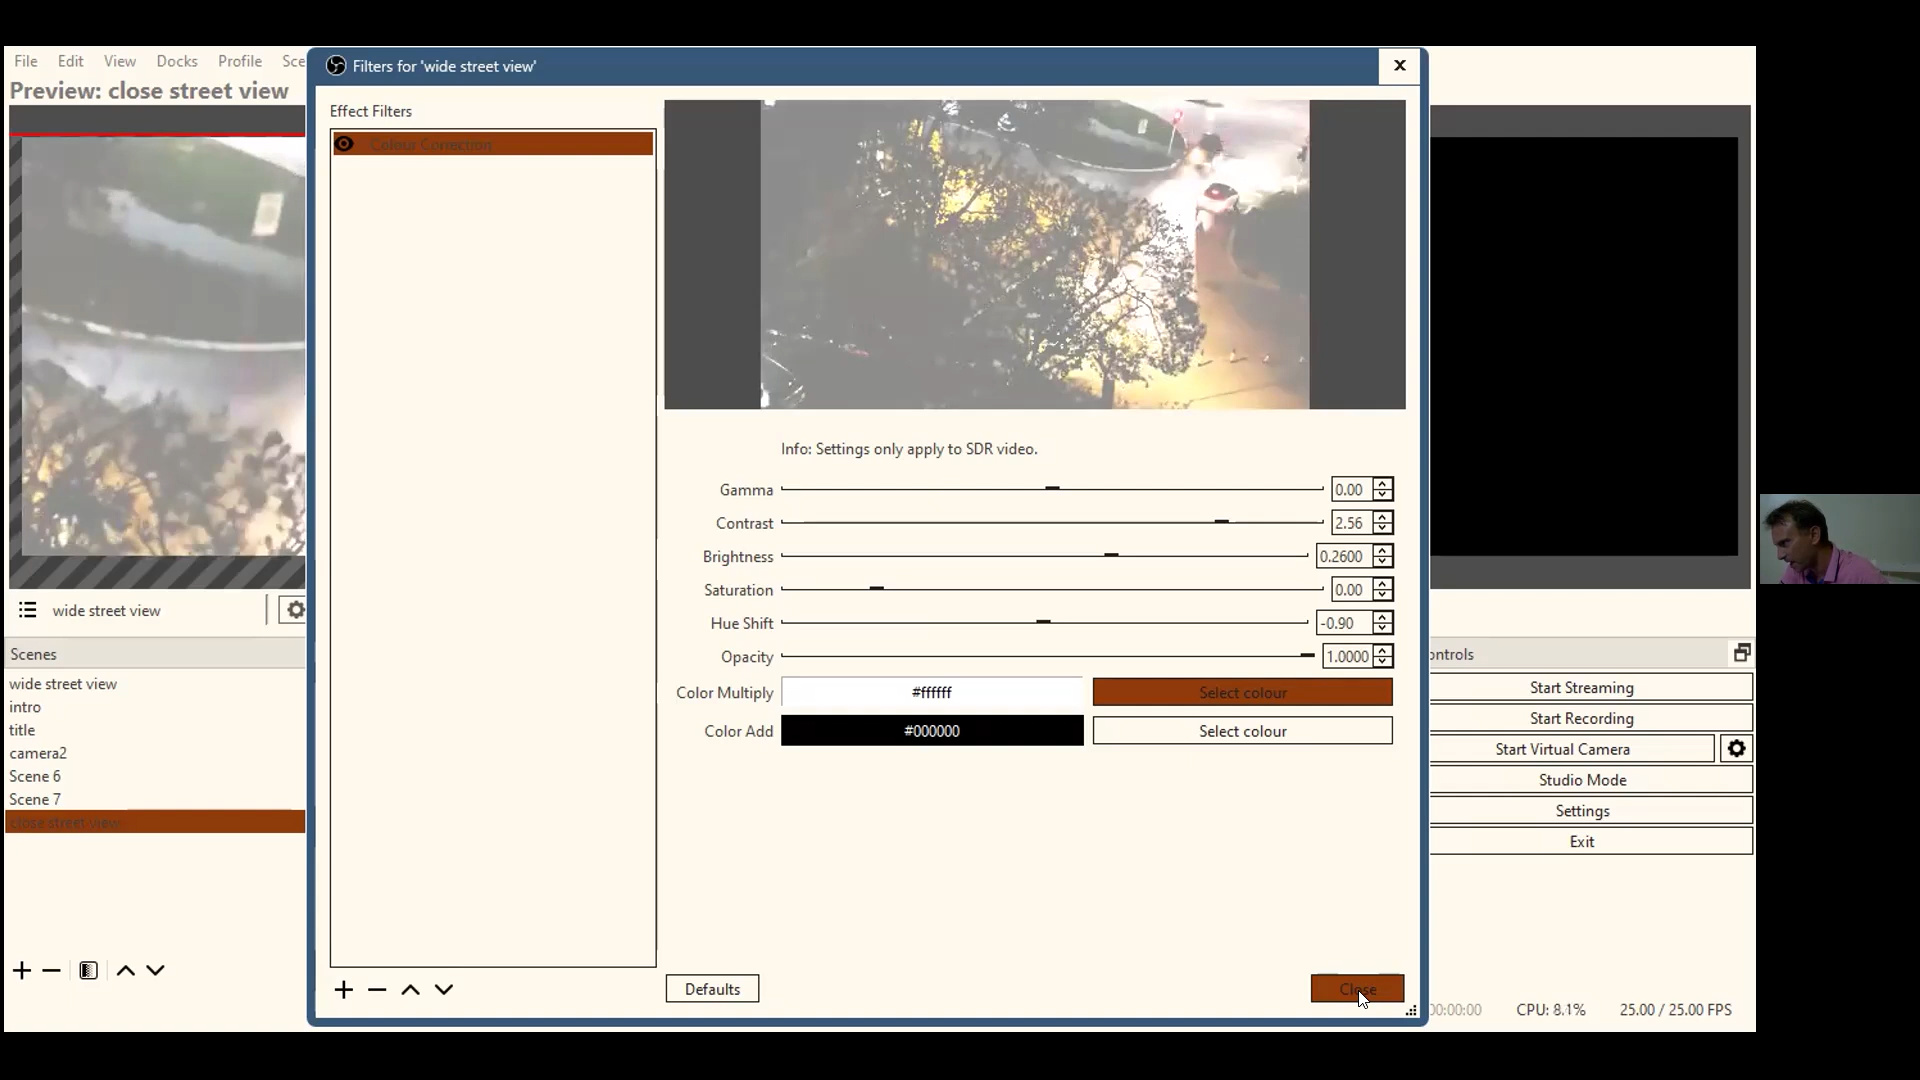 File Edit View Docks Profile Sce
Preview: close street view
Filters for 'wide street view'
Effect Filters
Colour Correction
Info: Settings only apply to SDR video.
Gamma 0.00
Contrast 2.56
Brightness 0.2600
Saturation 0.00
Hue Shift -0.90
Opacity 1.0000
Color Multiply #ffffff Select colour
Color Add #000000 Select colour
Defaults
Close
wide street view
Scenes
wide street view
intro
title
camera2
Scene 6
Scene 7
close street view
ontrols
Start Streaming
Start Recording
Start Virtual Camera
Studio Mode
Settings
Exit
00:00:00 CPU: 8.1% 25.00 / 25.00 FPS